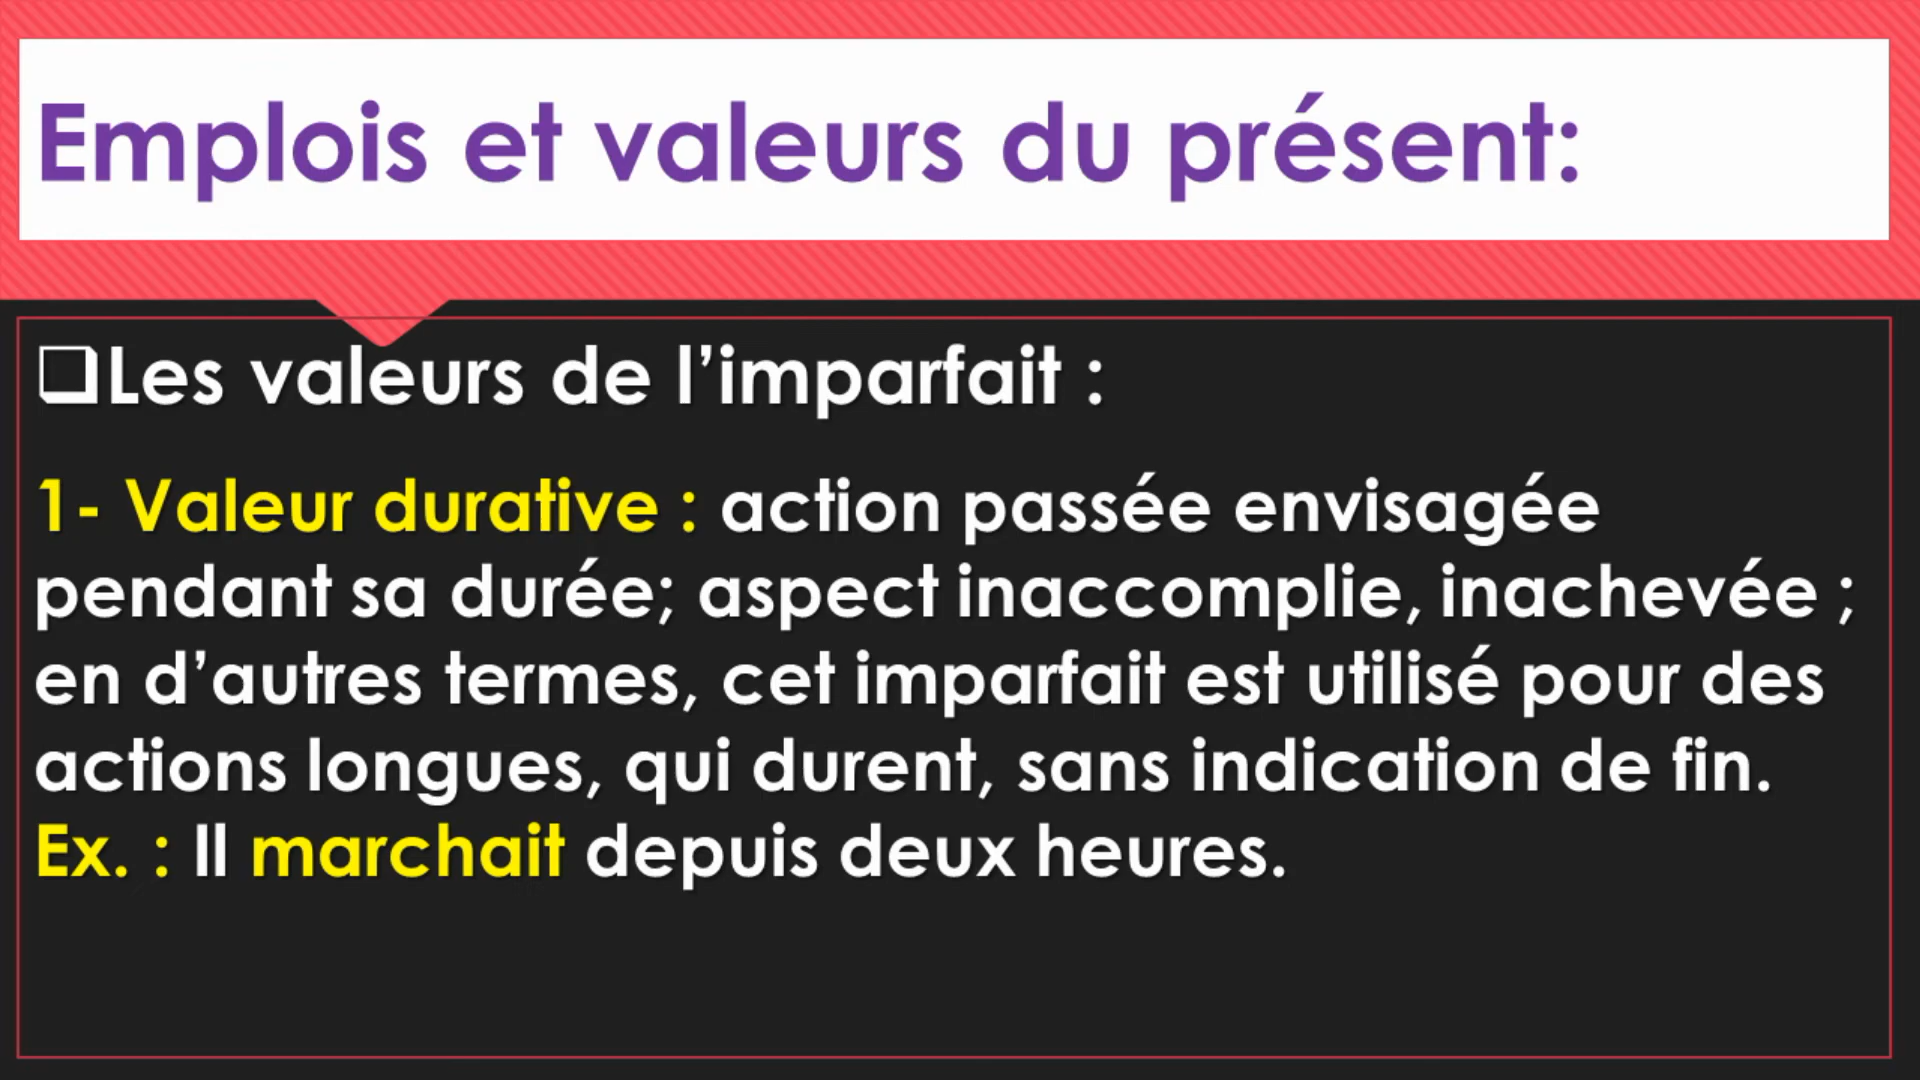 Emplois et valeurs du présent:
❑Les valeurs de l’imparfait :
1- Valeur durative : action passée envisagée
pendant sa durée; aspect inaccomplie, inachevée ;
en d’autres termes, cet imparfait est utilisé pour des
actions longues, qui durent, sans indication de fin.
Ex. : Il marchait depuis deux heures.